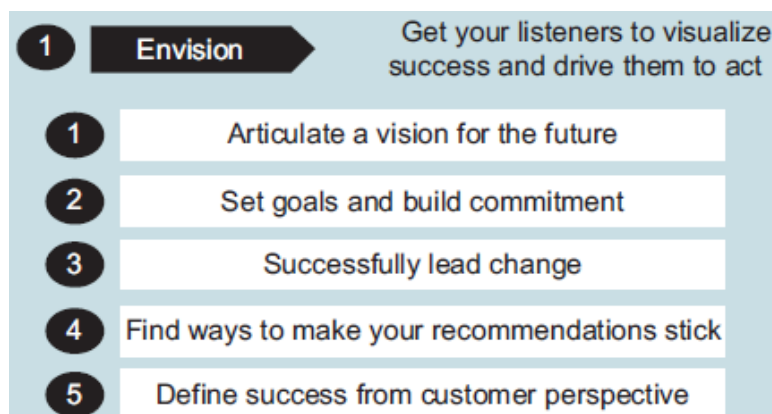 1 Envision Get your listeners to visualize
success and drive them to act
1 Articulate a vision for the future
2 Set goals and build commitment
3 Successfully lead change
4 Find ways to make your recommendations stick
5 Define success from customer perspective